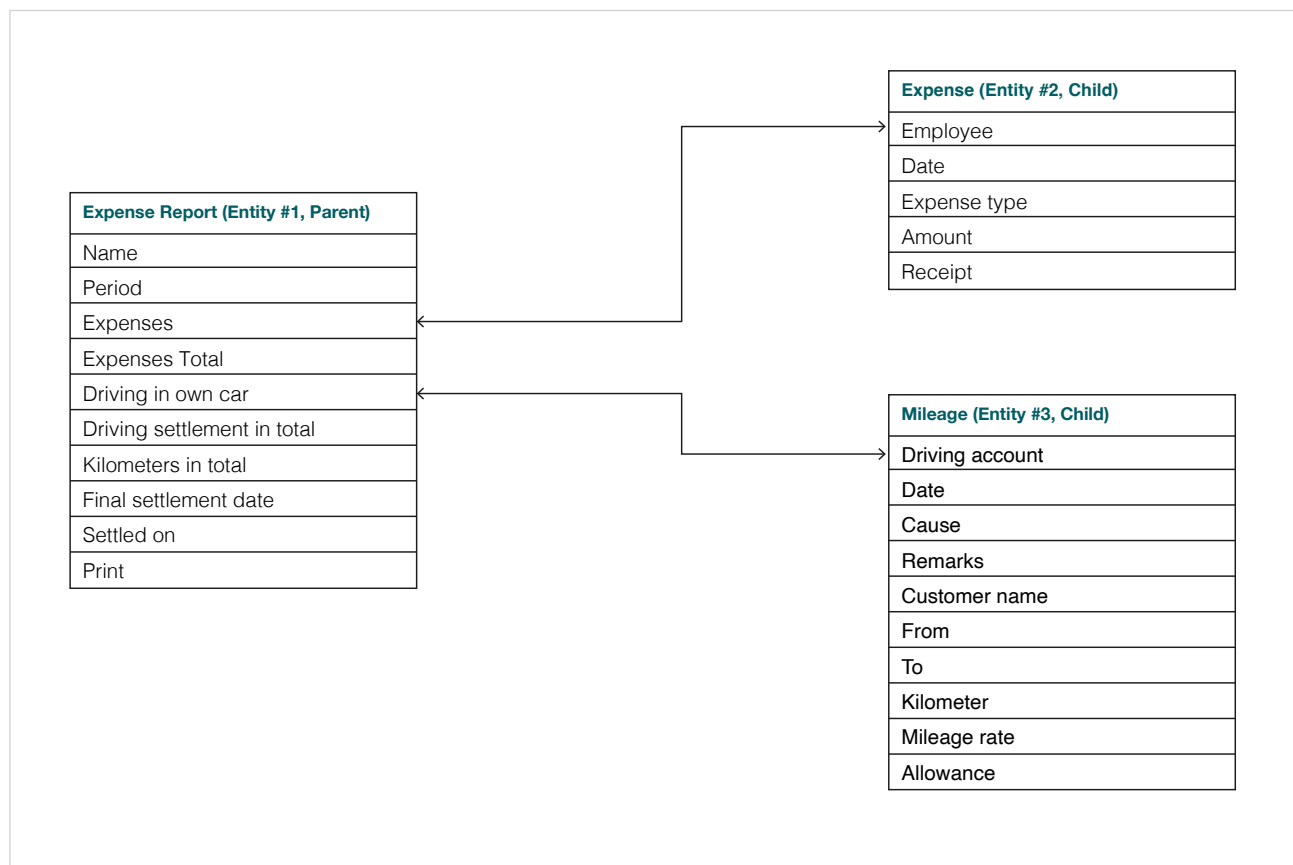 Expense Report (Entity #1, Parent)
Name
Period
Expenses
Expenses Total
Driving in own car
Driving settlement in total
Kilometers in total
Final settlement date
Settled on
Print
Expense (Entity #2, Child)
Employee
Date
Expense type
Amount
Receipt
Mileage (Entity #3, Child)
Driving account
Date
Cause
Remarks
Customer name
From
To
Kilometer
Mileage rate
Allowance